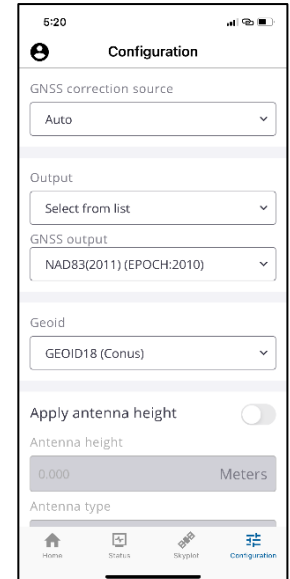 5:20
Configuration
GNSS correction source
Auto
Output
Select from list
GNSS output
NAD83(2011) (EPOCH:2010)
Geoid
GEOID18 (Conus)
Apply antenna height
Antenna height
0.000 Meters
Antenna type
Home Status Skyplot Configuration